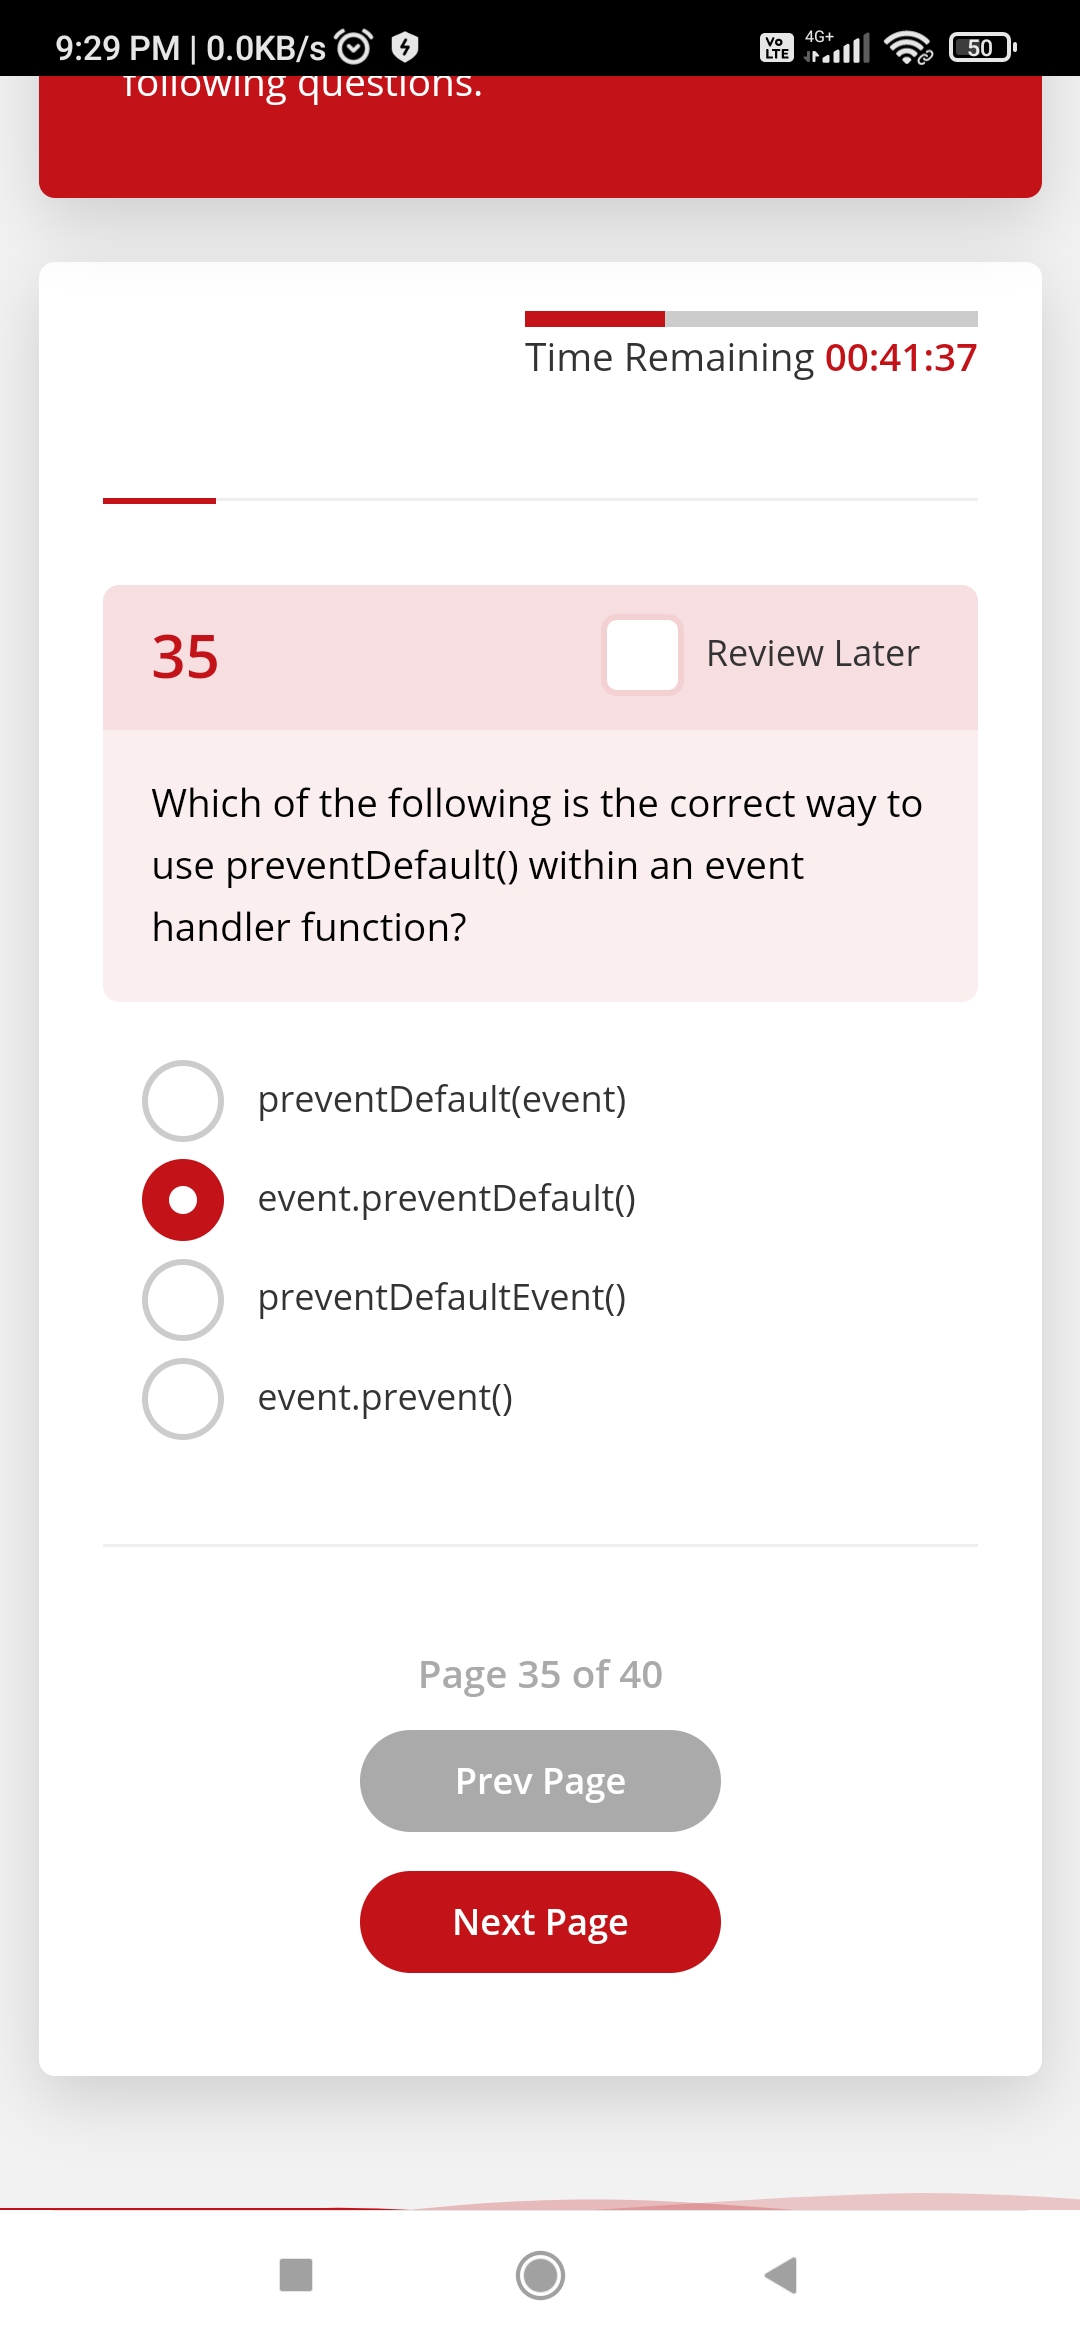 9:29 PM | 0.0KB/s
Vo LTE 4G+ 50
following questions.
Time Remaining 00:41:37
35
Review Later
Which of the following is the correct way to
use preventDefault() within an event
handler function?
preventDefault(event)
event.preventDefault()
preventDefaultEvent()
event.prevent()
Page 35 of 40
Prev Page
Next Page